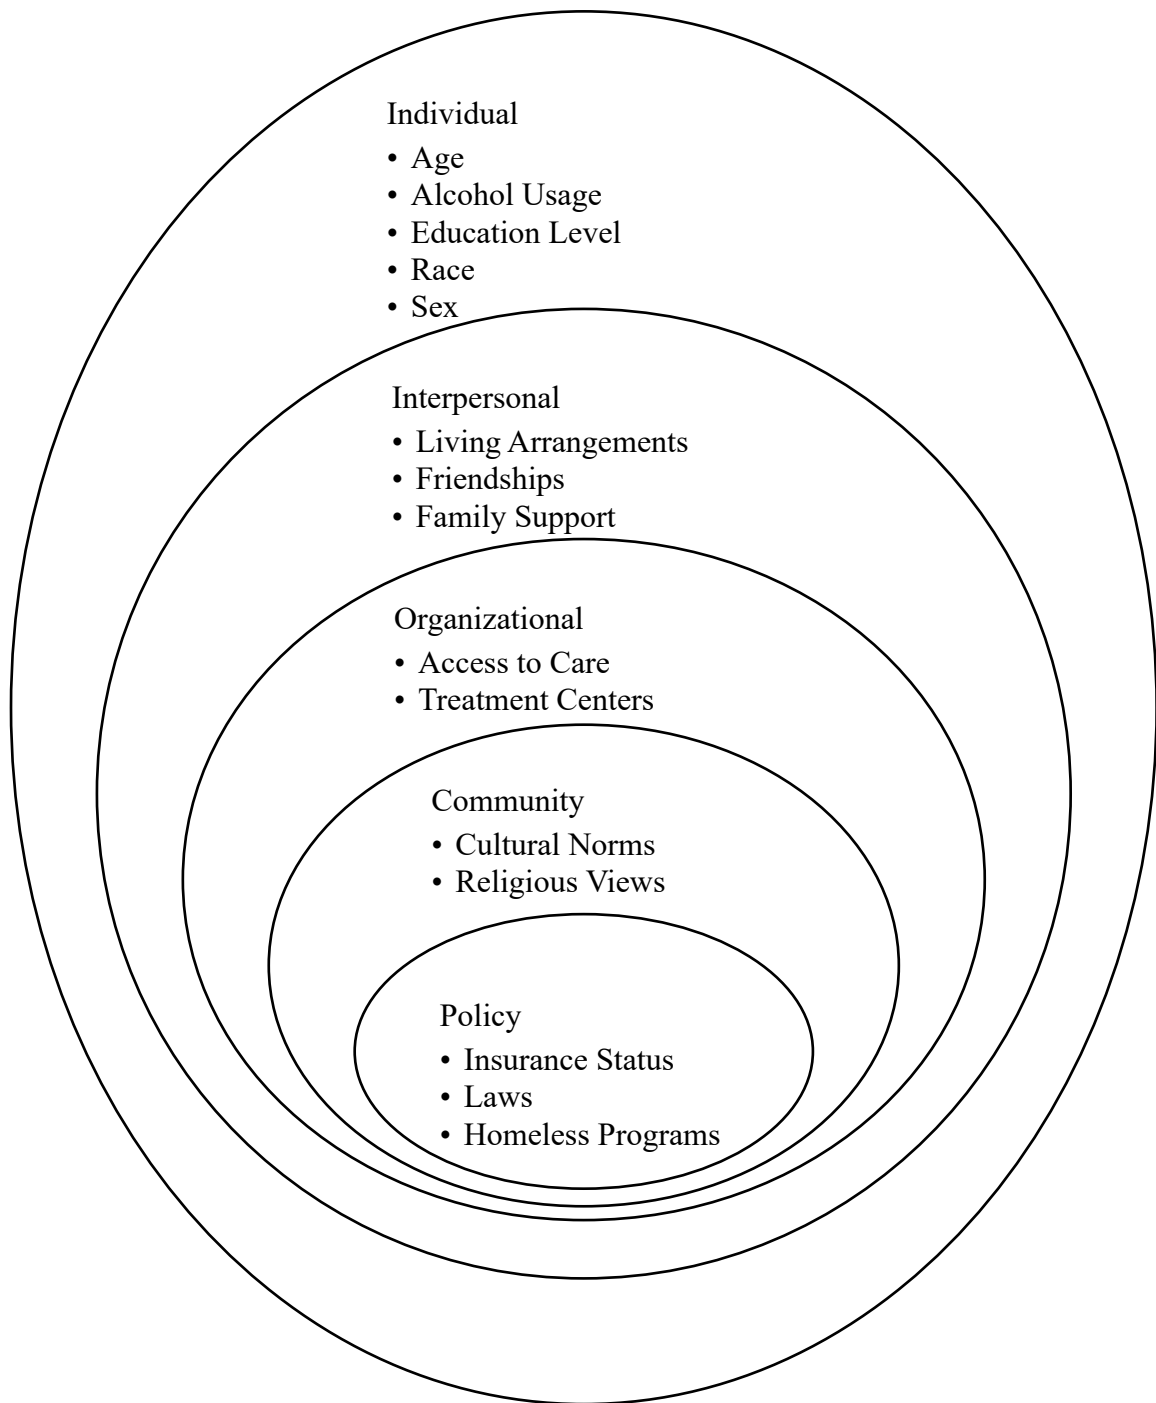 Individual
• Age
• Alcohol Usage
• Education Level
• Race
• Sex
Interpersonal
• Living Arrangements
• Friendships
• Family Support
Organizational
• Access to Care
• Treatment Centers
Community
• Cultural Norms
• Religious Views
Policy
• Insurance Status
• Laws
• Homeless Programs